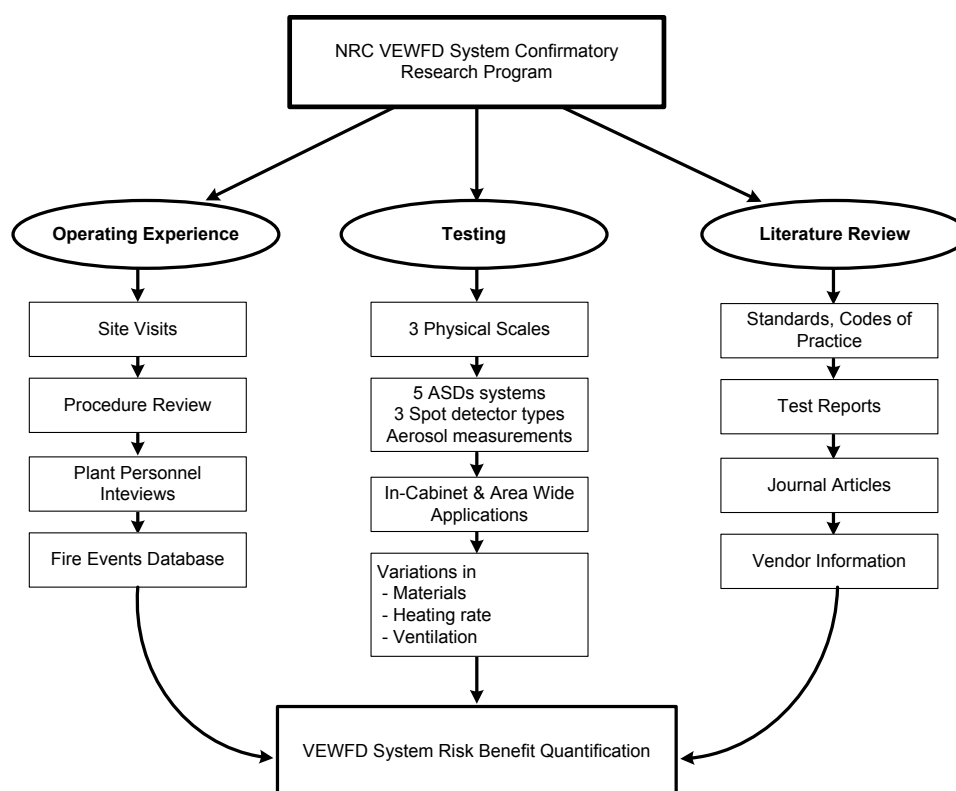 NRC VEWFD System Confirmatory
Research Program
Operating Experience
Site Visits
Procedure Review
Plant Personnel
Inteviews
Fire Events Database
Testing
3 Physical Scales
5 ASDs systems
3 Spot detector types
Aerosol measurements
In-Cabinet & Area Wide
Applications
Variations in
- Materials
- Heating rate
- Ventilation
Literature Review
Standards, Codes of
Practice
Test Reports
Journal Articles
Vendor Information
VEWFD System Risk Benefit Quantification